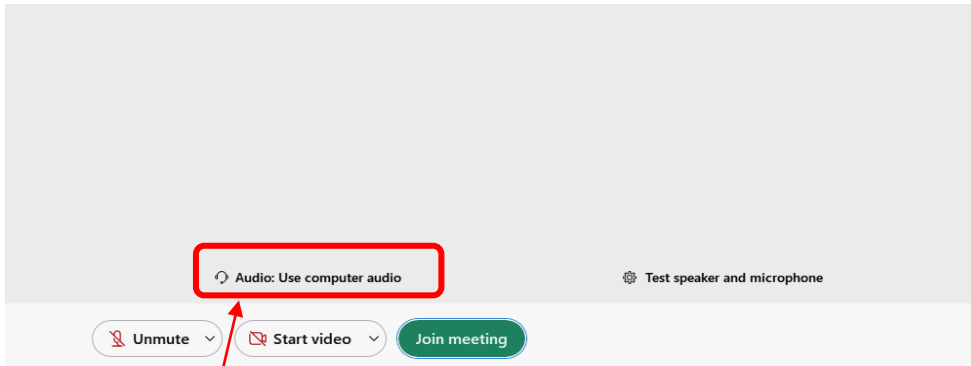 Audio: Use computer audio Test speaker and microphone
Unmute Start video Join meeting